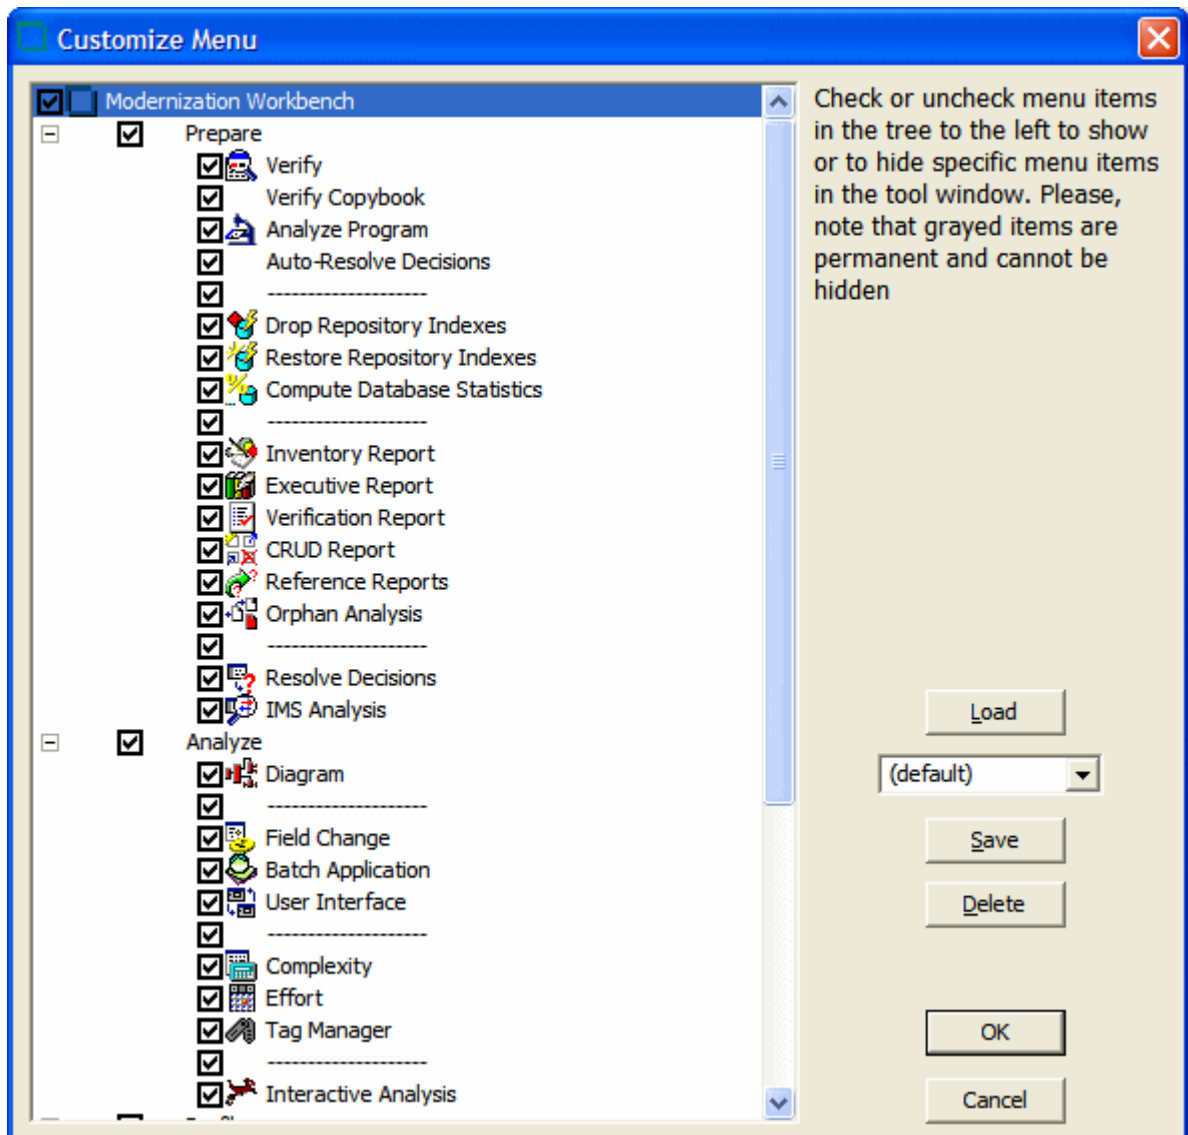 Customize Menu
Modernization Workbench
Prepare
Verify
Verify Copybook
Analyze Program
Auto-Resolve Decisions
--------------------
Drop Repository Indexes
Restore Repository Indexes
Compute Database Statistics
--------------------
Inventory Report
Executive Report
Verification Report
CRUD Report
Reference Reports
Orphan Analysis
--------------------
Resolve Decisions
IMS Analysis
Analyze
Diagram
--------------------
Field Change
Batch Application
User Interface
--------------------
Complexity
Effort
Tag Manager
--------------------
Interactive Analysis
Check or uncheck menu items
in the tree to the left to show
or to hide specific menu items
in the tool window. Please,
note that grayed items are
permanent and cannot be
hidden
Load
(default)
Save
Delete
OK
Cancel